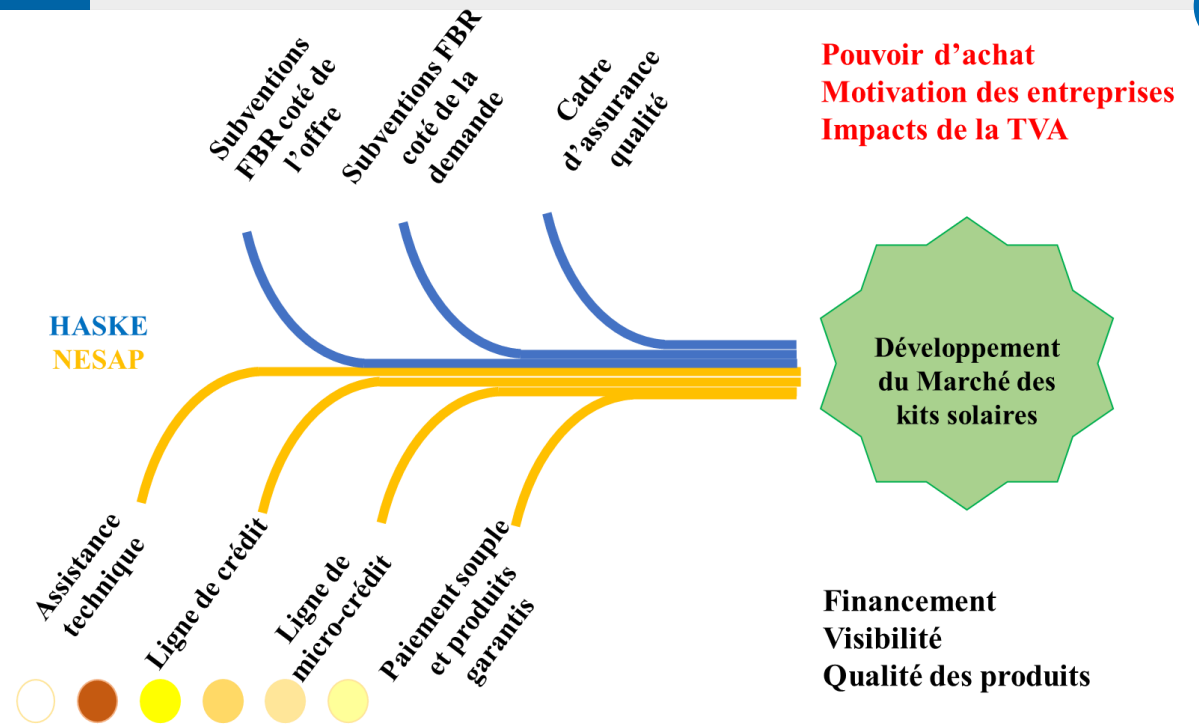 Subventions
FBR coté de
l’offre
Subventions FBR
coté de la
demande
Cadre
d’assurance
qualité
Pouvoir d’achat
Motivation des entreprises
Impacts de la TVA
HASKE
NESAP
Développement
du Marché des
kits solaires
Assistance
technique
Ligne de crédit
Ligne de
micro-crédit
Paiement souple
et produits
garantis
Financement
Visibilité
Qualité des produits